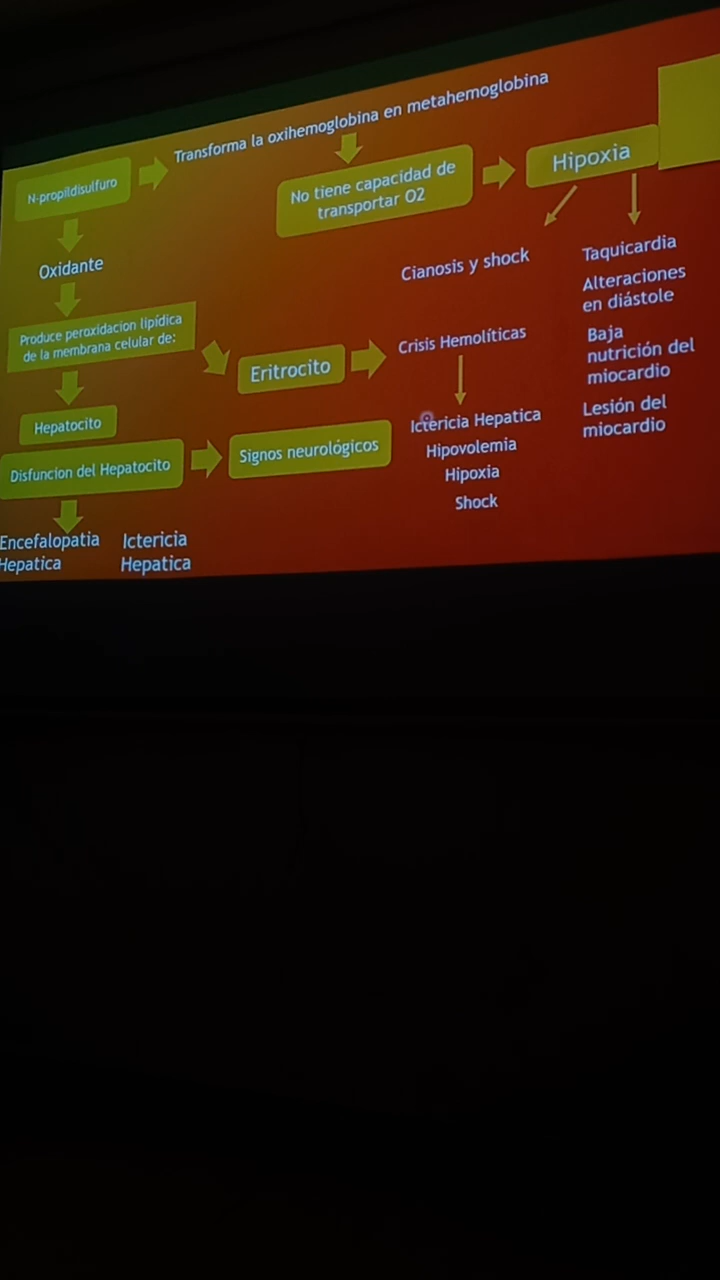 Transforma la oxihemoglobina en metahemoglobina
N-propildisulfuro
No tiene capacidad de
transportar O2
Hipoxia
Oxidante
Cianosis y shock
Taquicardia
Alteraciones
en diástole
Baja
nutrición del
miocardio
Lesión del
miocardio
Produce peroxidacion lipídica
de la membrana celular de:
Eritrocito
Crisis Hemolíticas
Ictericia Hepatica
Hipovolemia
Hipoxia
Shock
Hepatocito
Disfuncion del Hepatocito
Signos neurológicos
Encefalopatia
Hepatica
Ictericia
Hepatica